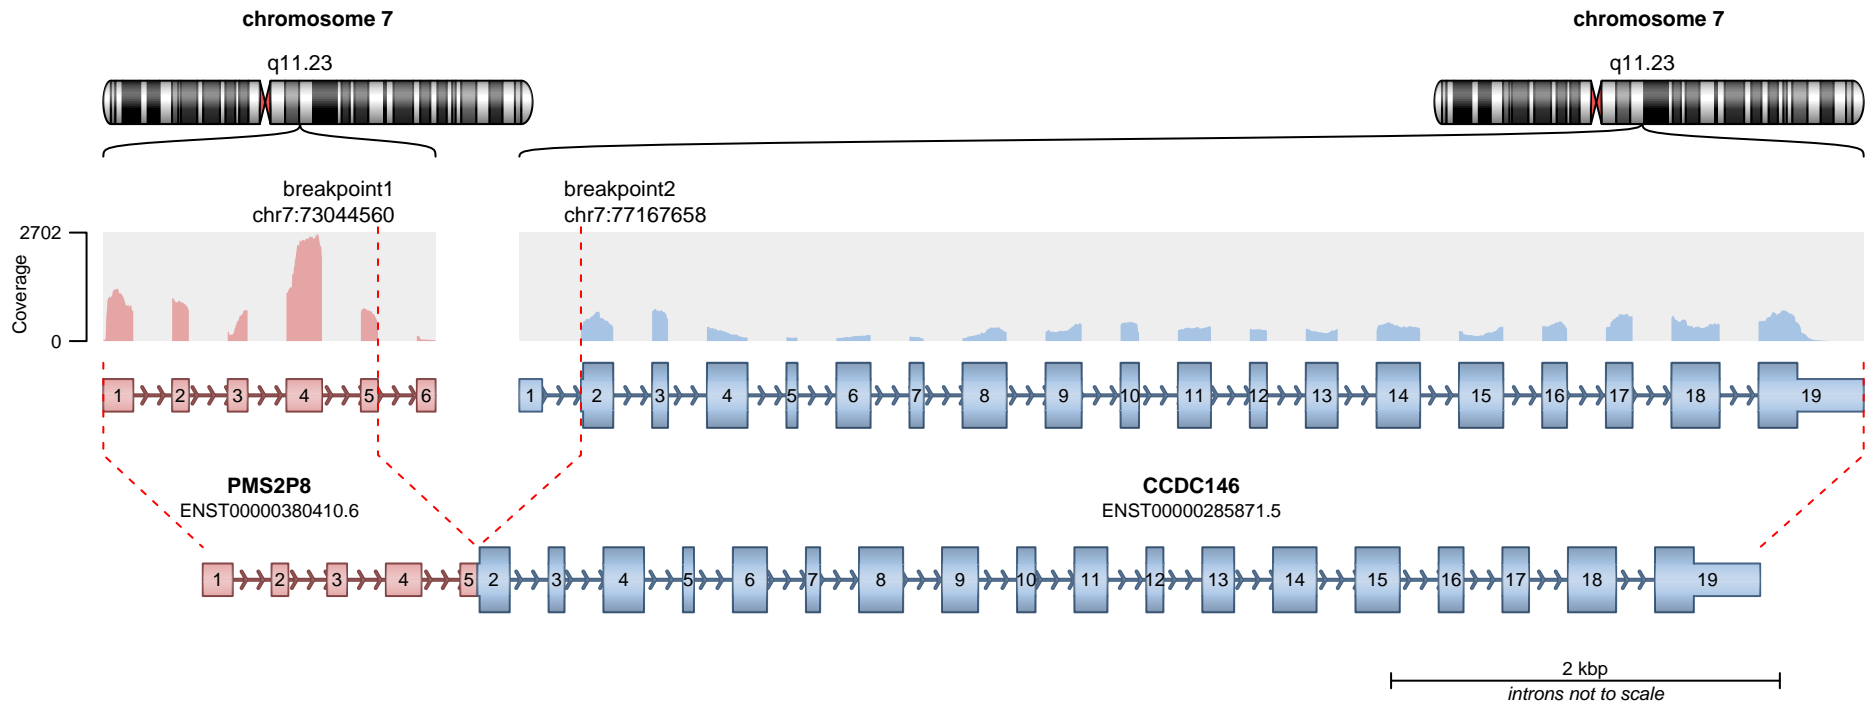 chromosome 7
chromosome 7
q11.23
q11.23
breakpoint1
chr7:73044560
breakpoint2
chr7:77167658
2702
Coverage
0
1 2 3 4 5 6
1 2 3 4 5 6 7 8 9 10 11 12 13 14 15 16 17 18 19
PMS2P8
ENST00000380410.6
CCDC146
ENST00000285871.5
1 2 3 4 5 2 3 4 5 6 7 8 9 10 11 12 13 14 15 16 17 18 19
2 kbp
introns not to scale